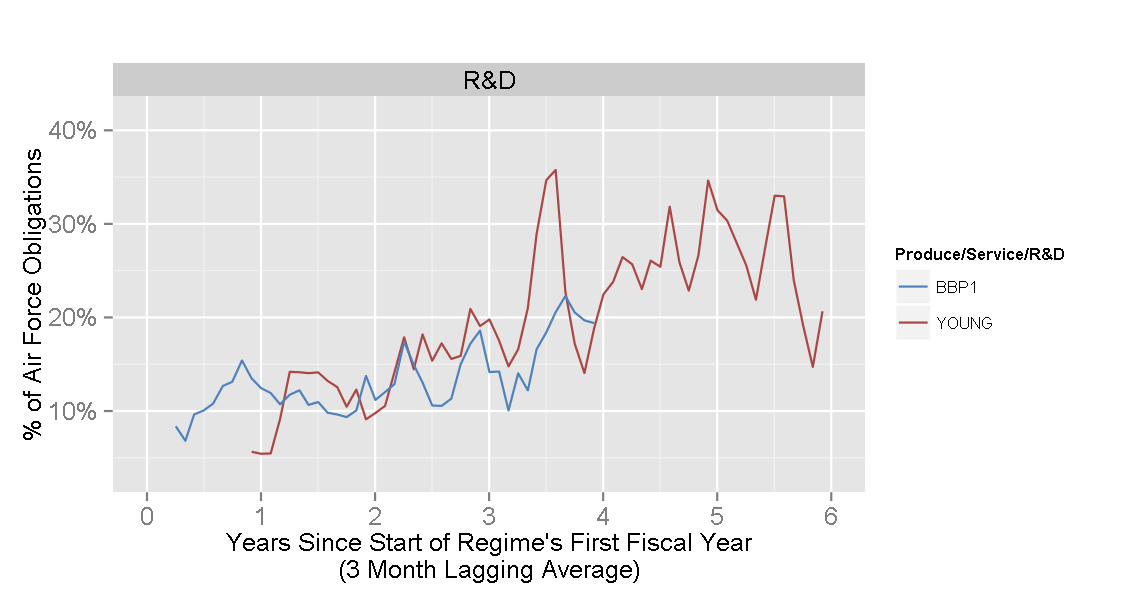 R&D
40%
30%
20%
10%
% of Air Force Obligations
0 1 2 3 4 5 6
Years Since Start of Regime's First Fiscal Year
(3 Month Lagging Average)
Produce/Service/R&D
BBP1
YOUNG